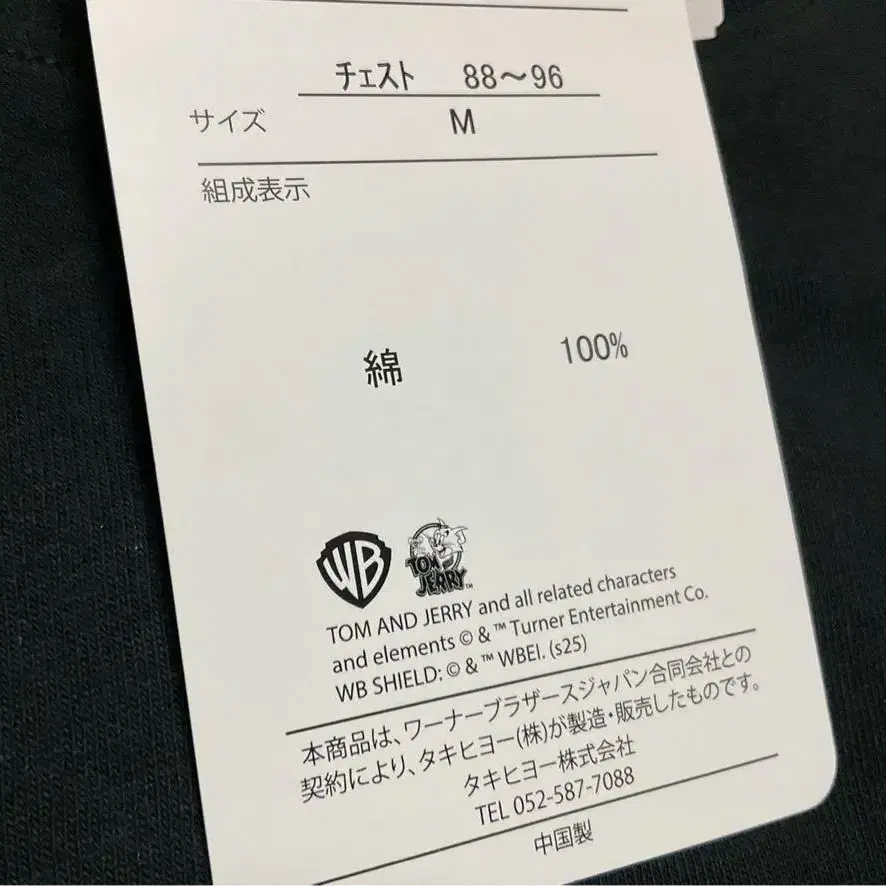 チェスト 88～96
サイズ M
組成表示
綿 100%
WB
TOM AND JERRY™
TOM AND JERRY and all related characters
and elements © & ™ Turner Entertainment Co.
WB SHIELD: © & ™ WBEI. (s25)
本商品は、ワーナーブラザースジャパン合同会社との
契約により、タキヒヨー(株)が製造・販売したものです。
タキヒヨー株式会社
TEL 052-587-7088
中国製